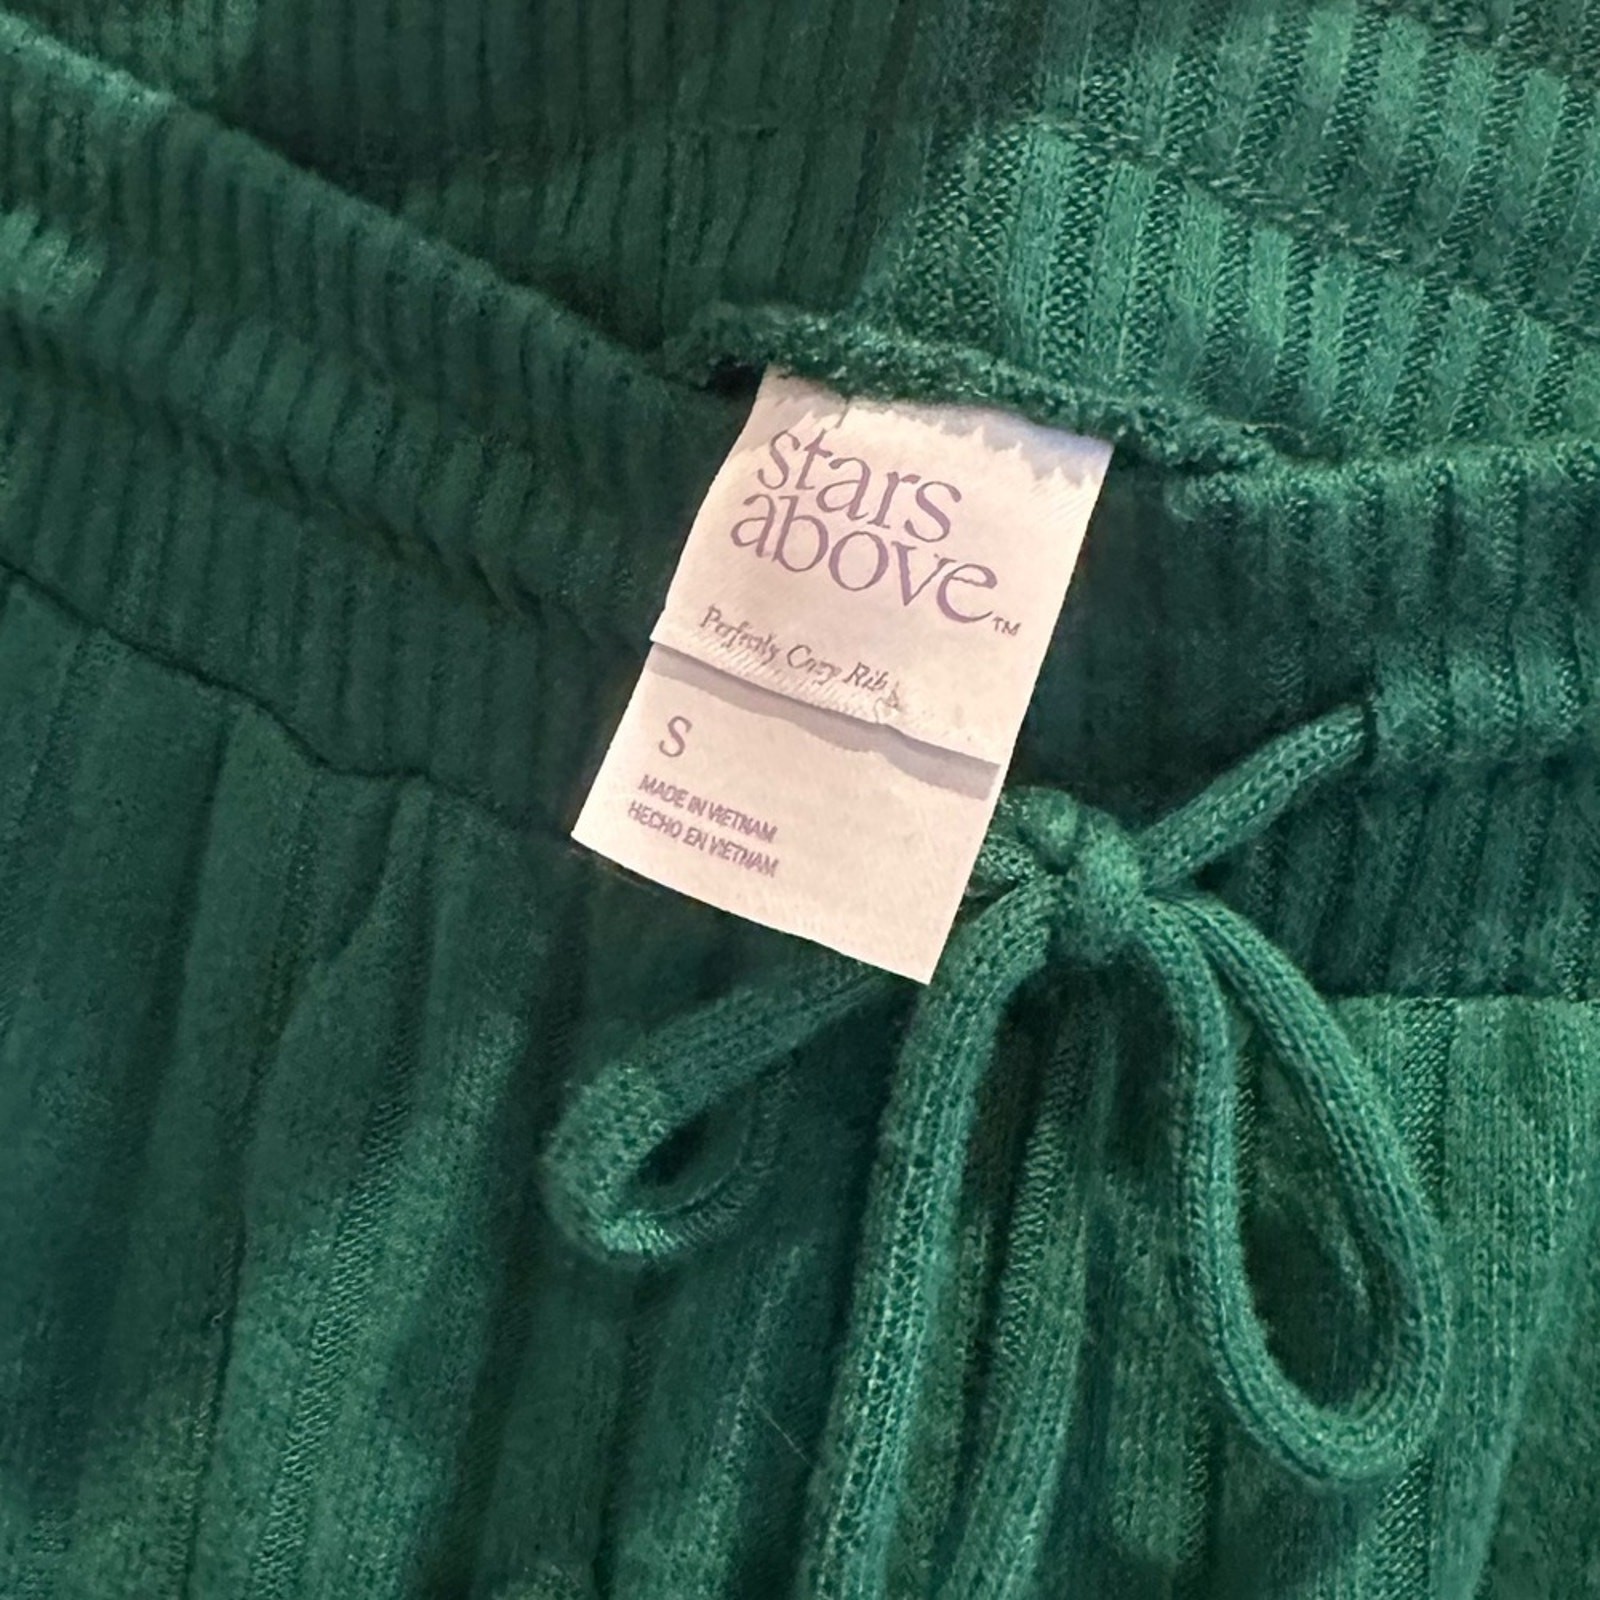 stars
above™
Perfectly Cozy Rib
S
MADE IN VIETNAM
HECHO EN VIETNAM